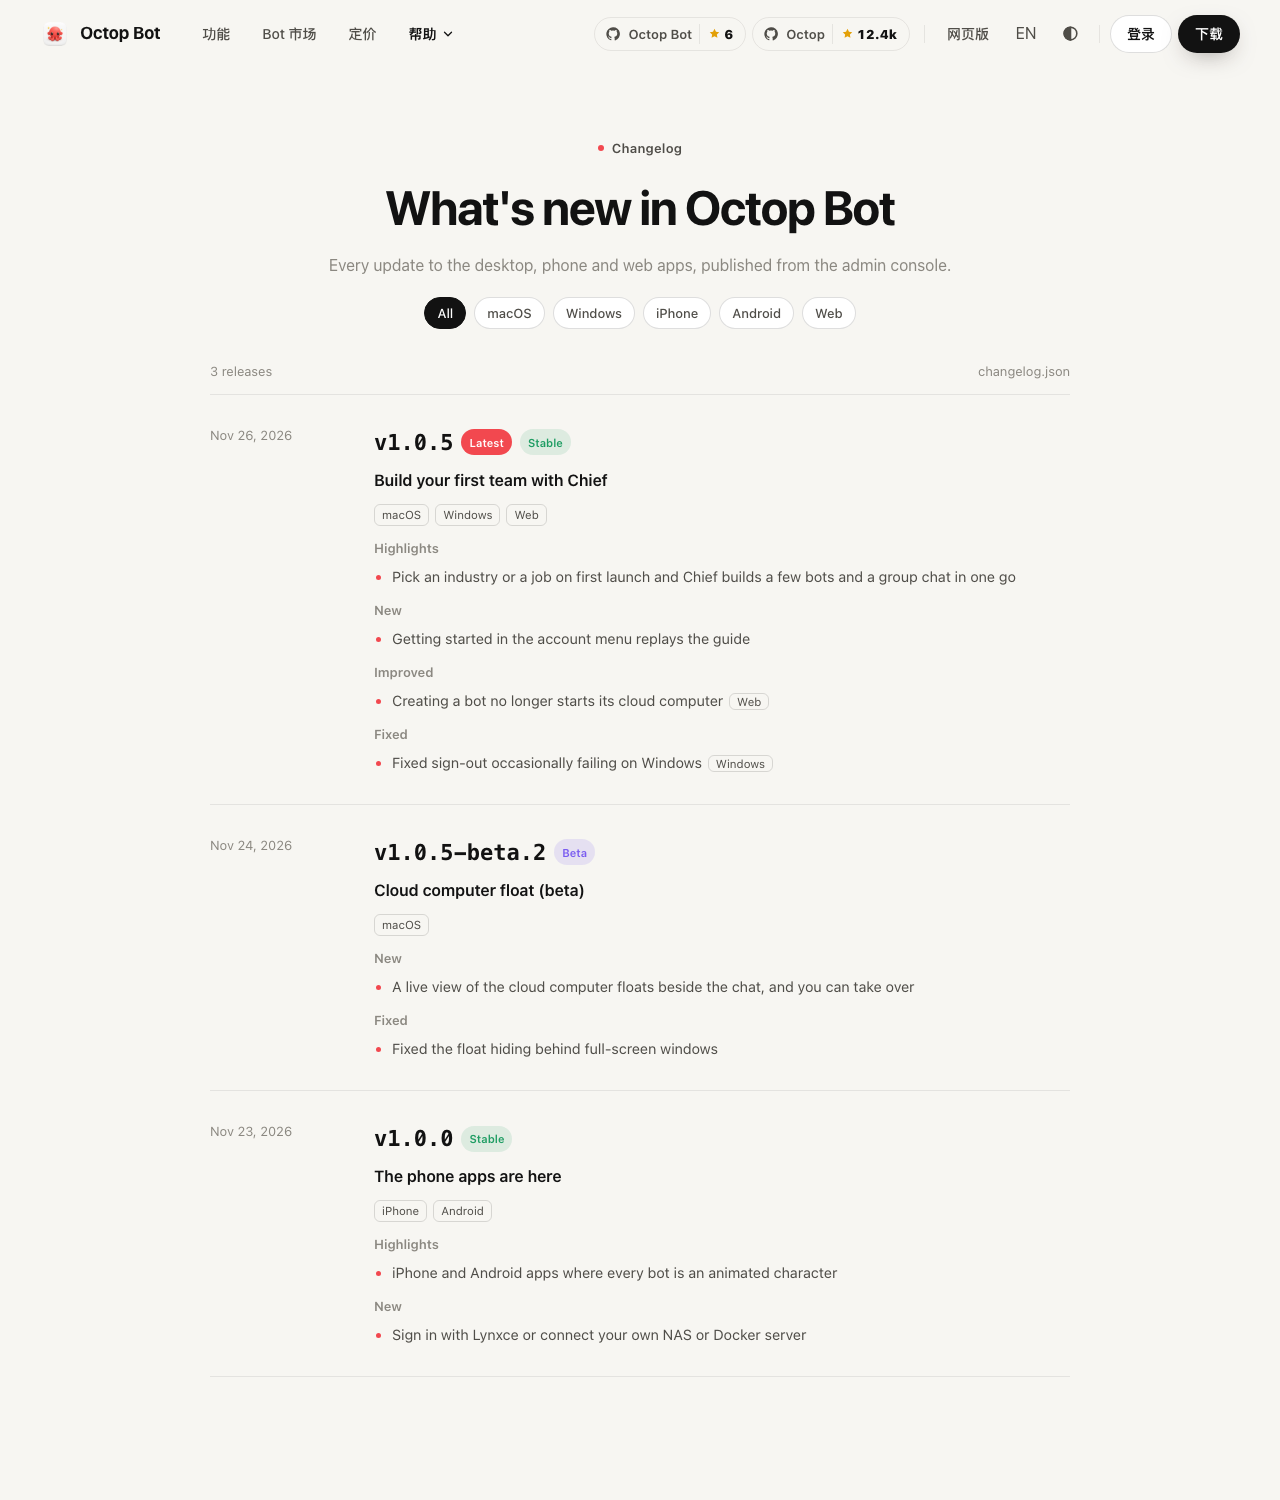 Octop Bot 功能 Bot 市场 定价 帮助 Octop Bot 6 Octop 12.4k 网页版 EN 登录 下载
Changelog
What's new in Octop Bot
Every update to the desktop, phone and web apps, published from the admin console.
All macOS Windows iPhone Android Web
3 releases changelog.json
Nov 26, 2026 v1.0.5 Latest Stable
Build your first team with Chief
macOS Windows Web
Highlights
Pick an industry or a job on first launch and Chief builds a few bots and a group chat in one go
New
Getting started in the account menu replays the guide
Improved
Creating a bot no longer starts its cloud computer Web
Fixed
Fixed sign-out occasionally failing on Windows Windows
Nov 24, 2026 v1.0.5-beta.2 Beta
Cloud computer float (beta)
macOS
New
A live view of the cloud computer floats beside the chat, and you can take over
Fixed
Fixed the float hiding behind full-screen windows
Nov 23, 2026 v1.0.0 Stable
The phone apps are here
iPhone Android
Highlights
iPhone and Android apps where every bot is an animated character
New
Sign in with Lynxce or connect your own NAS or Docker server